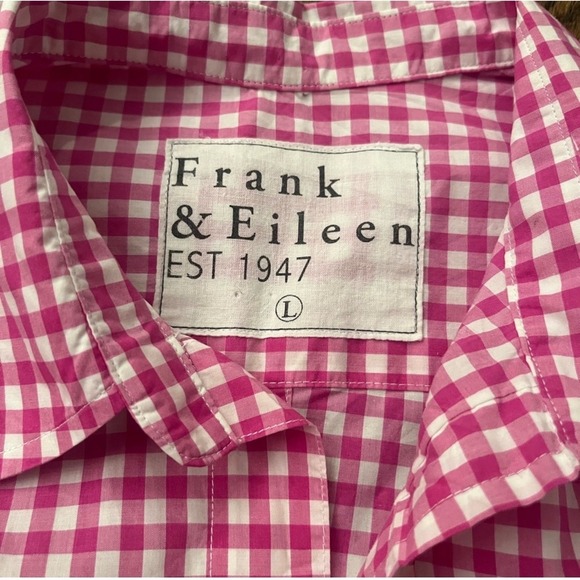 Frank
& Eileen
EST 1947
L